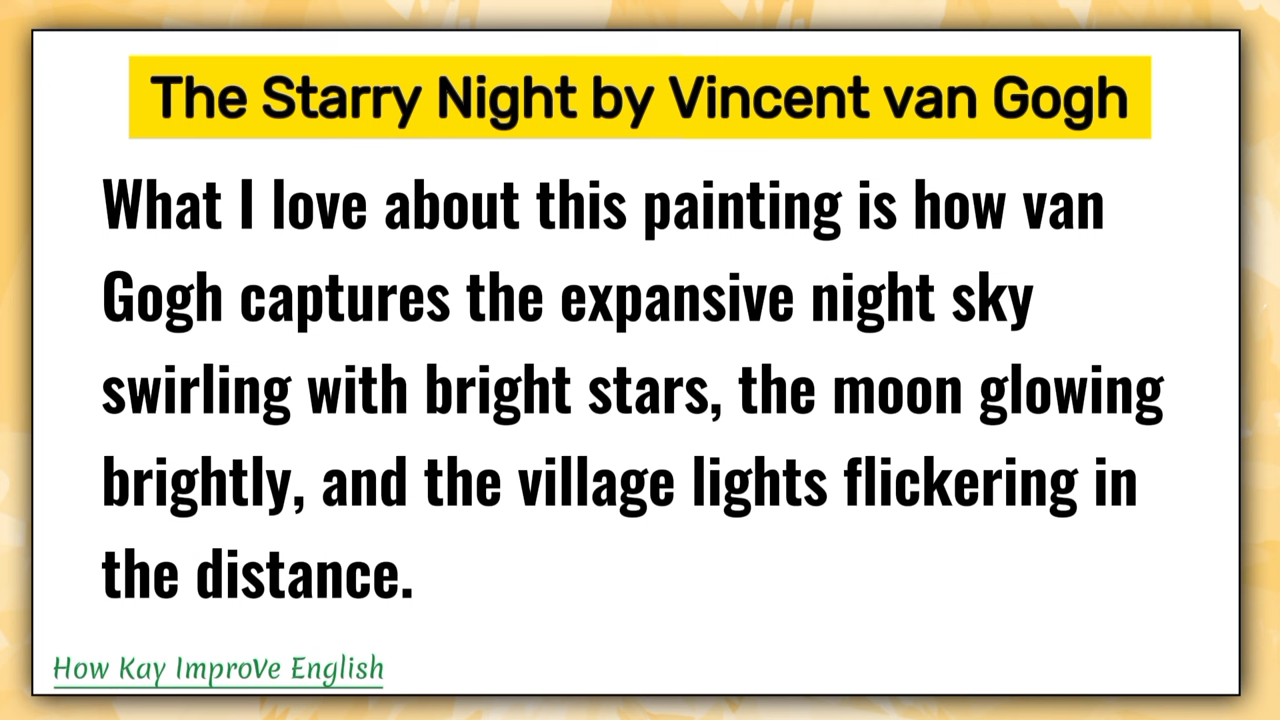 The Starry Night by Vincent van Gogh
What I love about this painting is how van
Gogh captures the expansive night sky
swirling with bright stars, the moon glowing
brightly, and the village lights flickering in
the distance.
How Kay Improve English